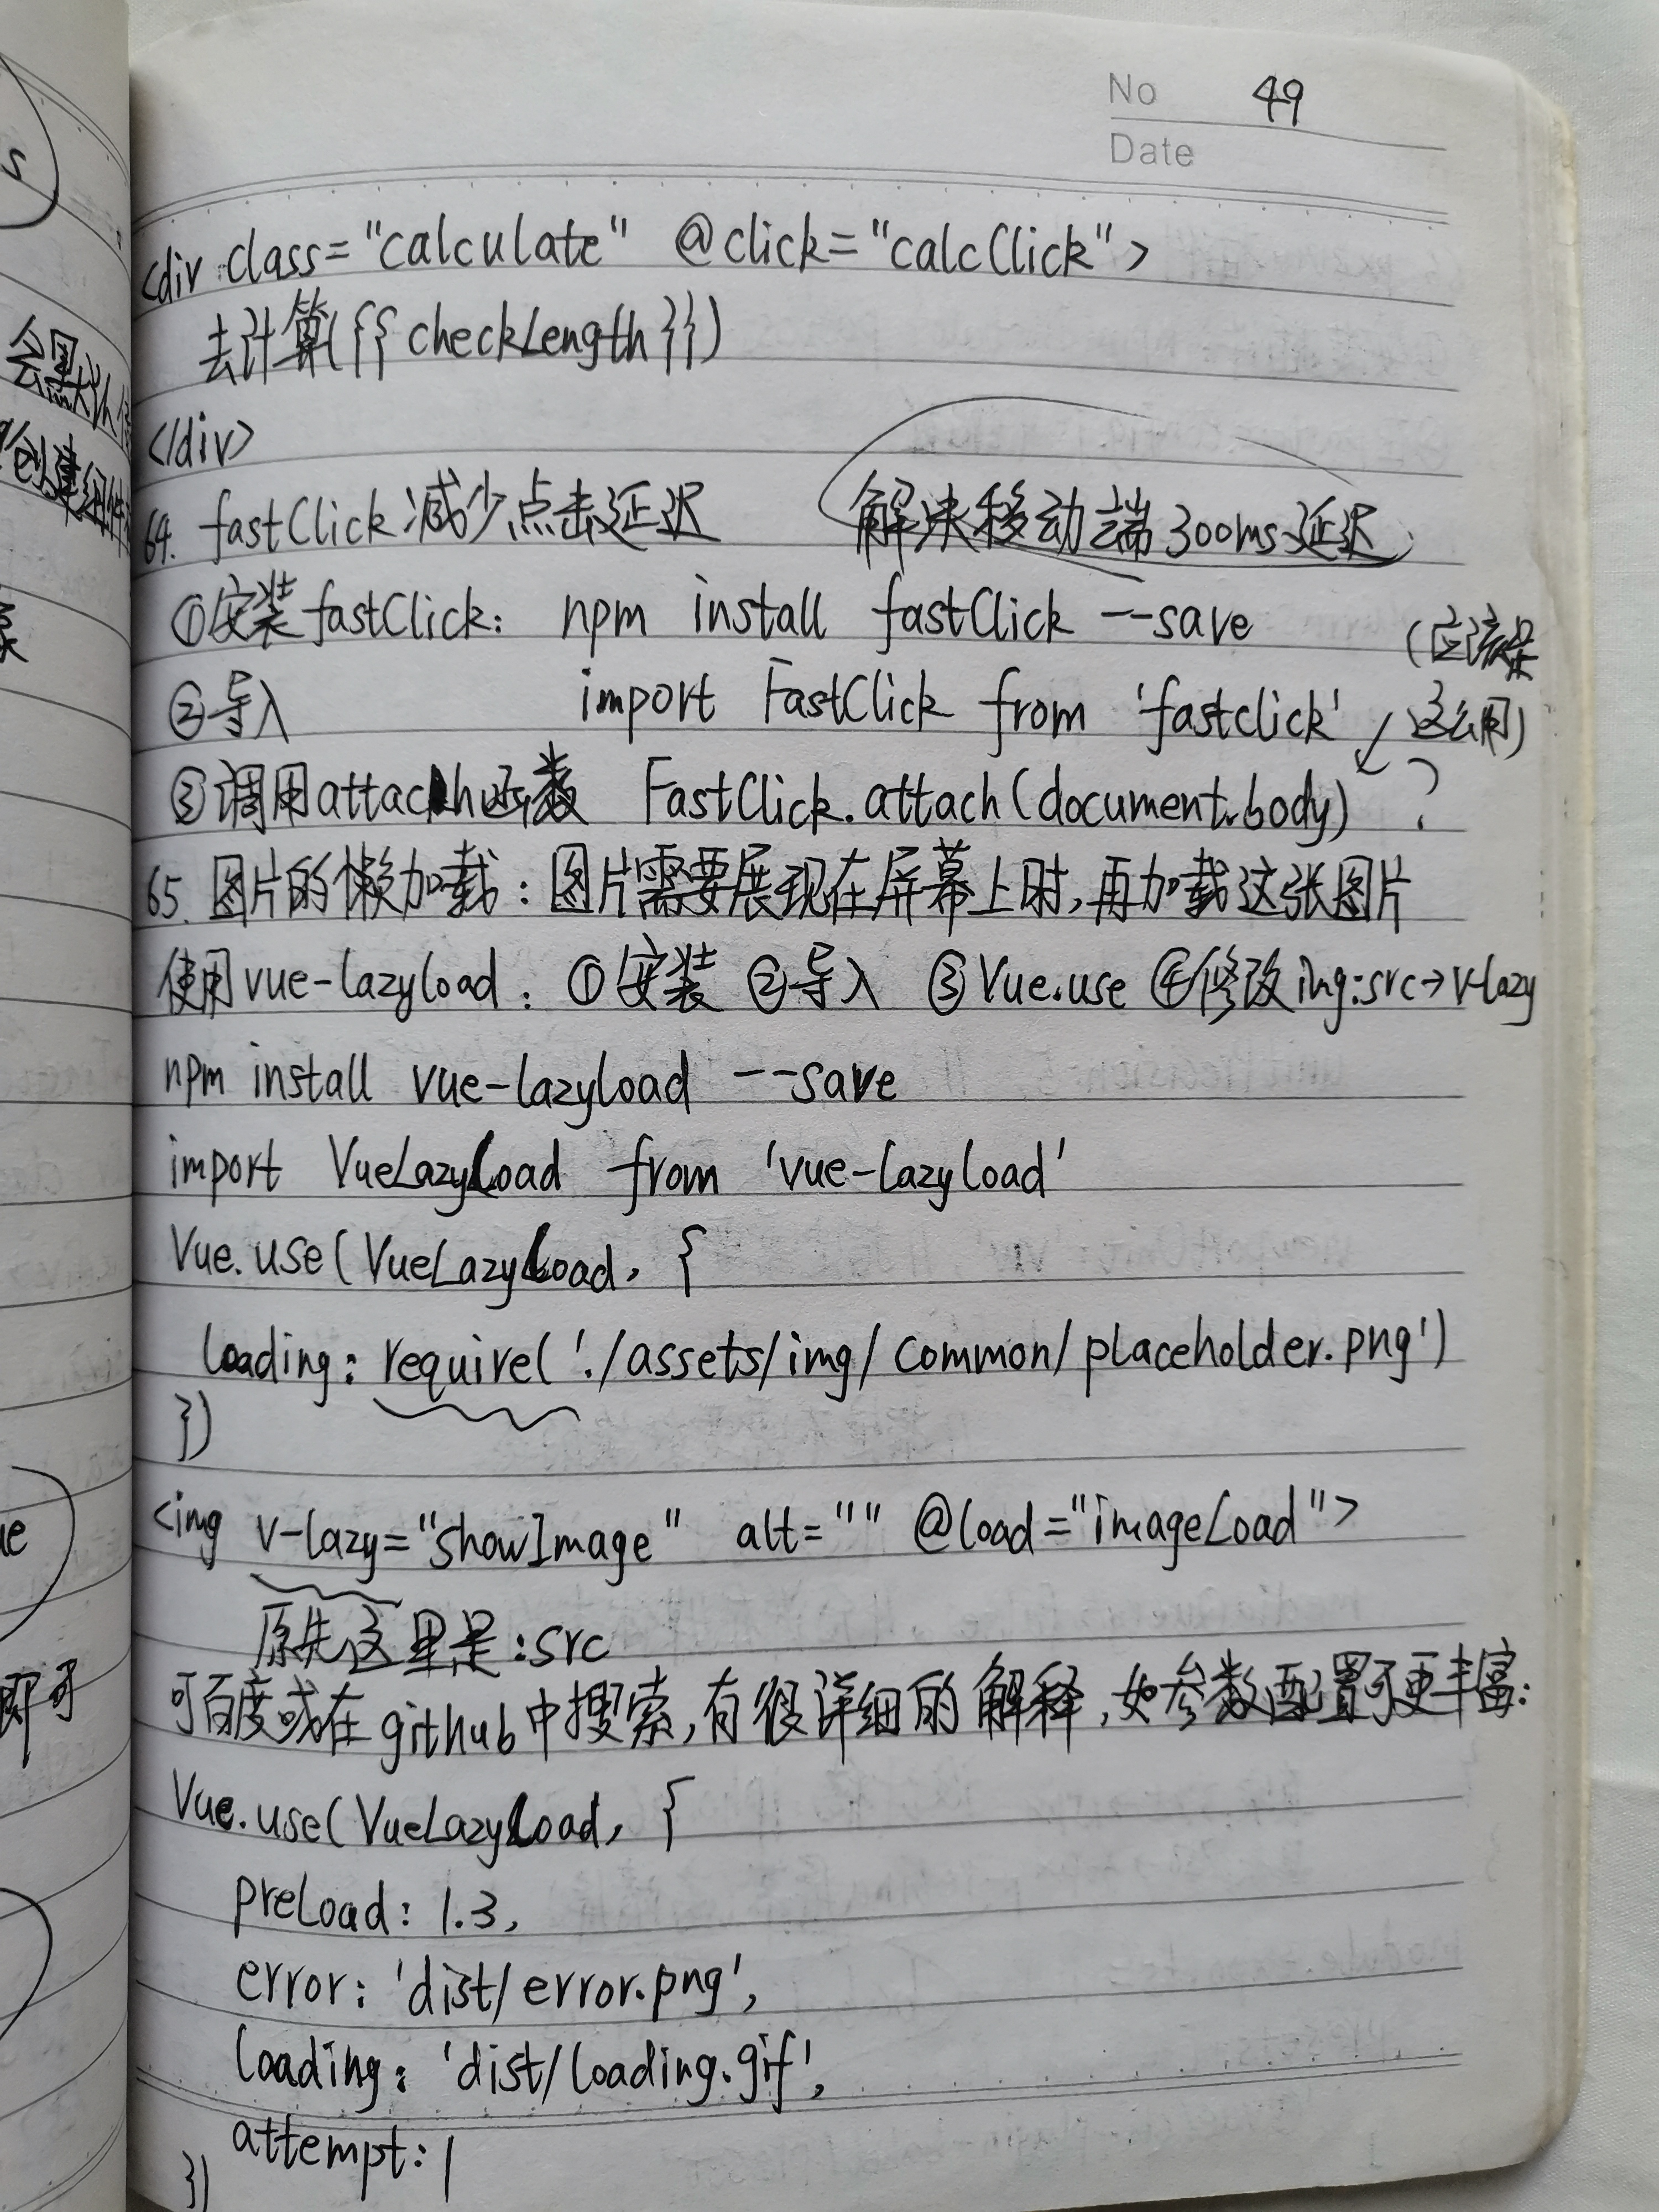 No 49
Date
<div class="calculate" @click="calcClick">
去计算({{checkLength}})
</div>
64. fastClick减少点击延迟 解决移动端300ms延迟
①安装fastClick: npm install fastClick --save (应该是
②导入 import FastClick from 'fastclick' 这么用)
③调用attach函数 FastClick.attach(document.body) ?
65. 图片的懒加载:图片需要展现在屏幕上时,再加载这张图片
使用vue-lazyload: ①安装 ②导入 ③Vue.use ④修改img:src→v-lazy
npm install vue-lazyload --save
import VueLazyLoad from 'vue-lazyload'
Vue.use(VueLazyLoad, {
loading: require('./assets/img/common/placeholder.png')
})
<img v-lazy="showImage" alt="" @load="imageLoad">
原先这里是:src
可百度或在github中搜索,有很详细的解释,如参数配置可更丰富:
Vue.use(VueLazyLoad, {
preLoad: 1.3,
error: 'dist/error.png',
loading: 'dist/loading.gif',
attempt: 1
})
s
会默认
创建组件
象
ue
即可